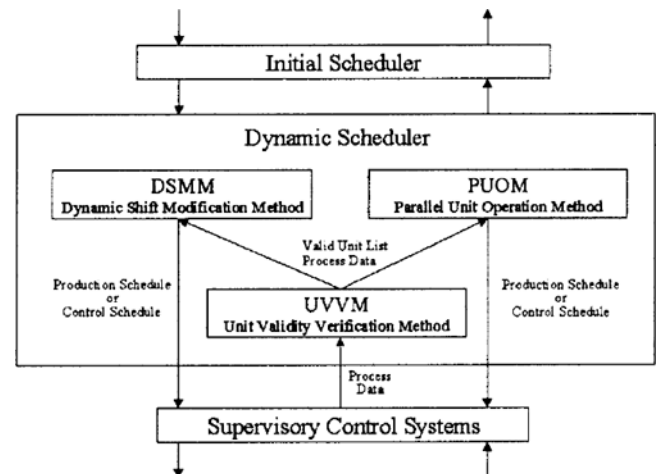 Initial Scheduler
Dynamic Scheduler
DSMM
Dynamic Shift Modification Method
PUOM
Parallel Unit Operation Method
Valid Unit List
Process Data
Production Schedule
or
Control Schedule
UVVM
Unit Validity Verification Method
Production Schedule
or
Control Schedule
Process
Data
Supervisory Control Systems